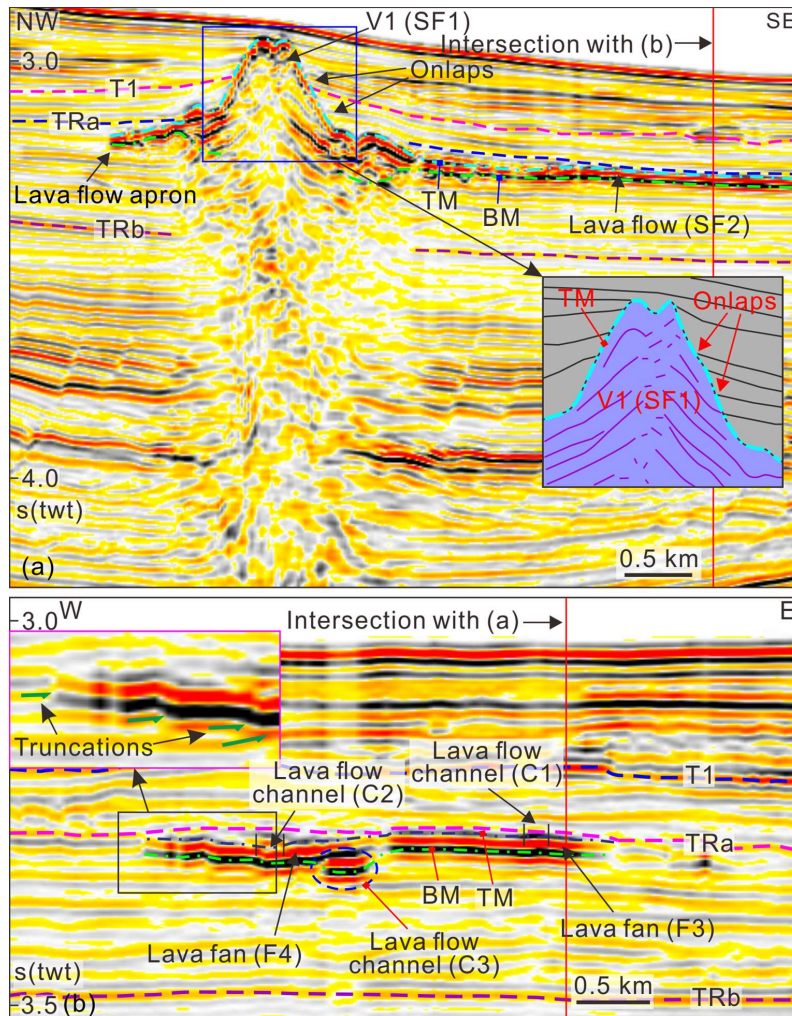 NW
V1 (SF1)
SE
Intersection with (b)
3.0
Onlaps
T1
TRa
Lava flow apron
TM
BM
Lava flow (SF2)
TRb
TM
Onlaps
V1 (SF1)
4.0
s(twt)
0.5 km
(a)
3.0
W
Intersection with (a)
E
Truncations
Lava flow
channel (C2)
Lava flow
channel (C1)
T1
TRa
BM
TM
Lava fan (F4)
Lava fan (F3)
Lava flow
channel (C3)
s(twt)
0.5 km
3.5
(b)
TRb